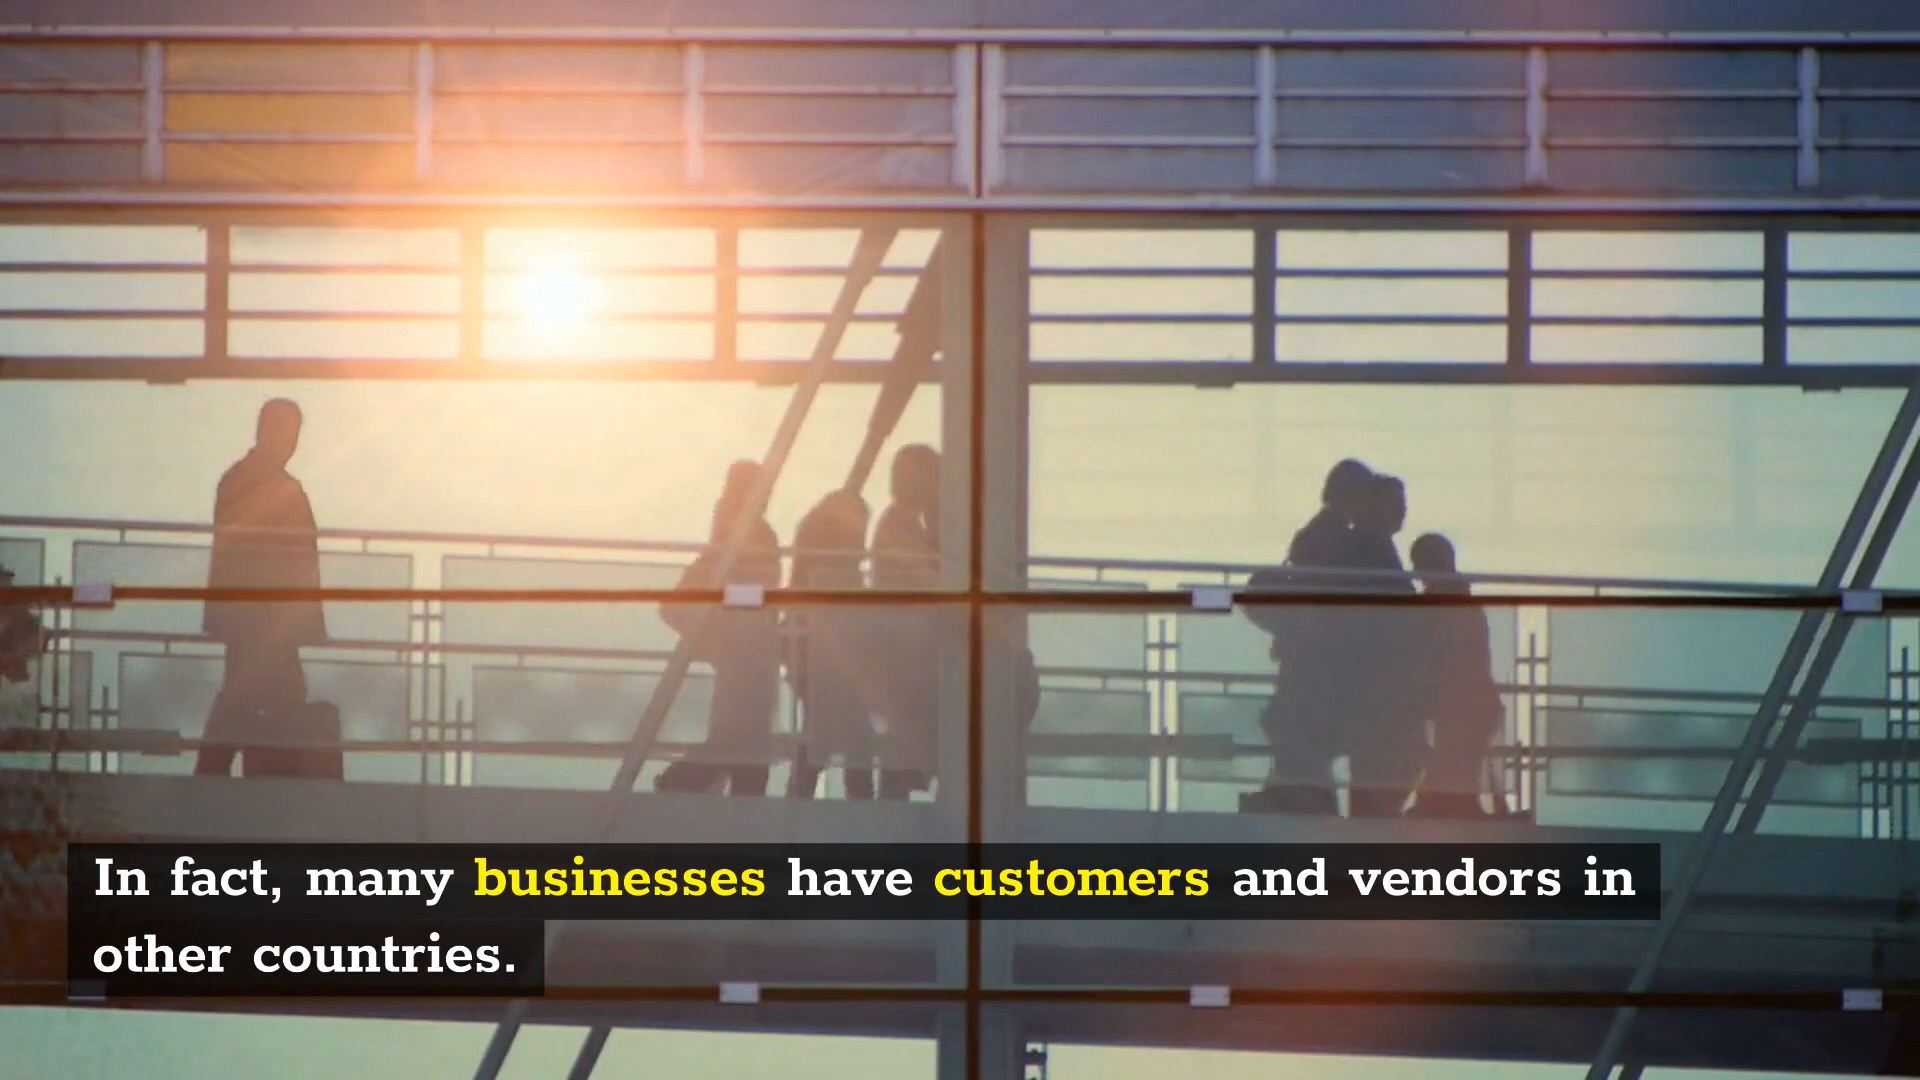 In fact, many businesses have customers and vendors in
other countries.